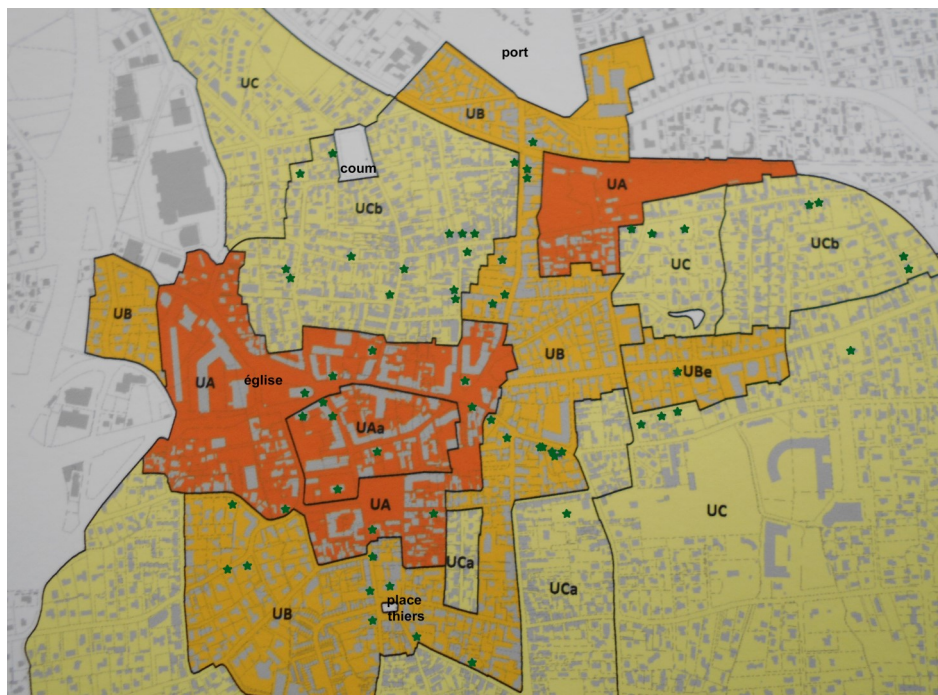 port
UC
UB
coum
UA
UCb
UCb
UC
UB
UB
UBe
UA
église
UAa
UA
UC
UCa
UCa
UB
place
thiers